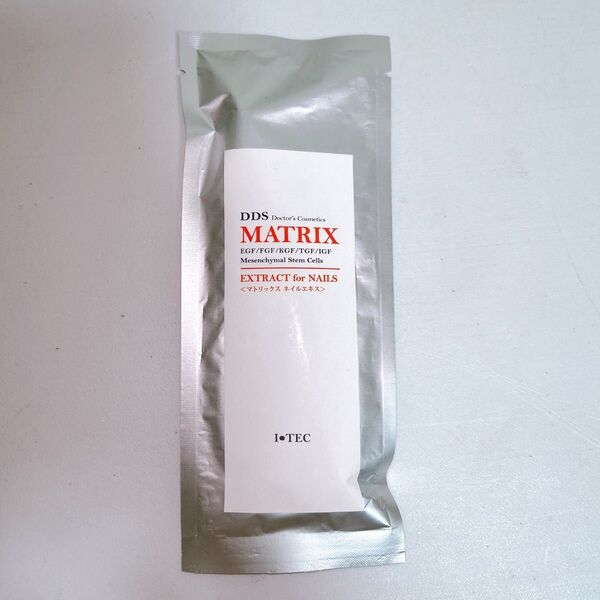 DDS Doctor's Cosmetics
MATRIX
EGF/FGF/KGF/TGF/IGF
Mesenchymal Stem Cells
EXTRACT for NAILS
<マトリックス ネイルエキス>
I●TEC